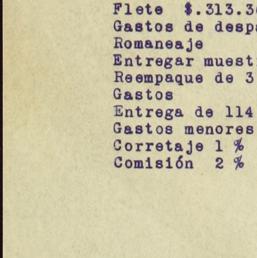 Flete $.313.3
Gastos de desp
Romaneaje
Entregar muest
Reempaque de 3
Gastos
Entrega de 114
Gastos menores
Corretaje 1 %
Comisión 2 %